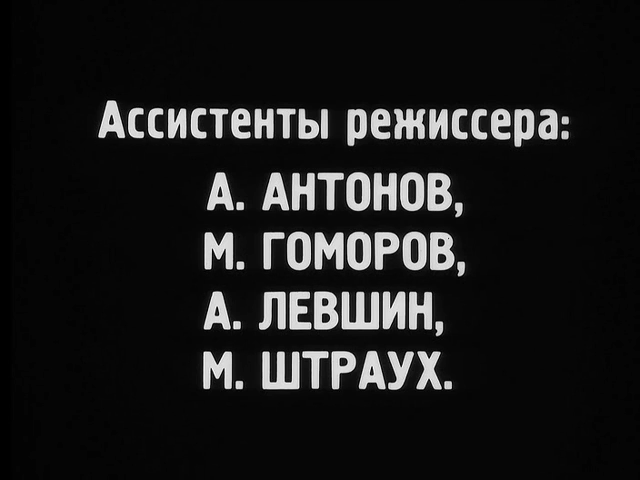 Ассистенты режиссера:
А. АНТОНОВ,
М. ГОМОРОВ,
А. ЛЕВШИН,
М. ШТРАУХ.